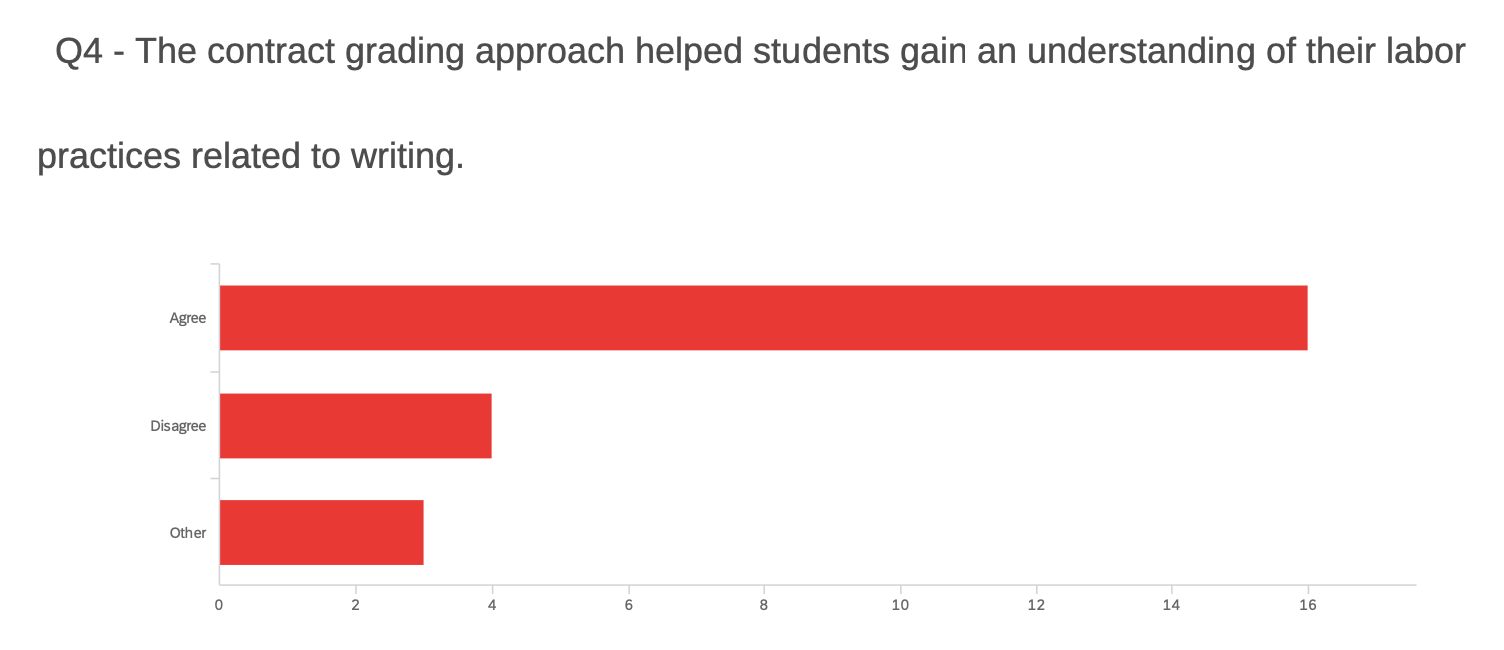 Q4 - The contract grading approach helped students gain an understanding of their labor
practices related to writing.
Agree
Disagree
Other
0 2 4 6 8 10 12 14 16